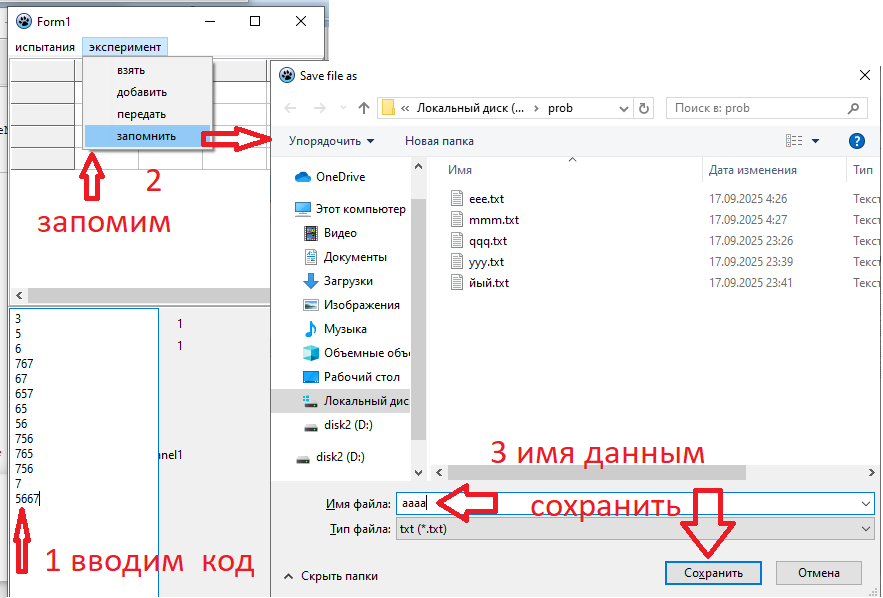 Form1
испытания эксперимент
взять
добавить
передать
запомнить
2
запомим
3
5
6
767
67
657
65
56
756
765
756
7
5667
1
1
nel1
1 вводим код
Save file as
« Локальный диск (... › prob
Поиск в: prob
Упорядочить Новая папка
OneDrive
Этот компьютер
Видео
Документы
Загрузки
Изображения
Музыка
Объемные объ
Рабочий стол
Локальный дис
disk2 (D:)
disk2 (D:)
Имя Дата изменения Тип
eee.txt 17.09.2025 4:26 Текст
mmm.txt 17.09.2025 4:27 Текст
qqq.txt 17.09.2025 23:26 Текст
yyy.txt 17.09.2025 23:39 Текст
йый.txt 17.09.2025 23:41 Текст
3 имя данным
Имя файла: aaaa
сохранить
Тип файла: txt (*.txt)
Скрыть папки
Сохранить Отмена